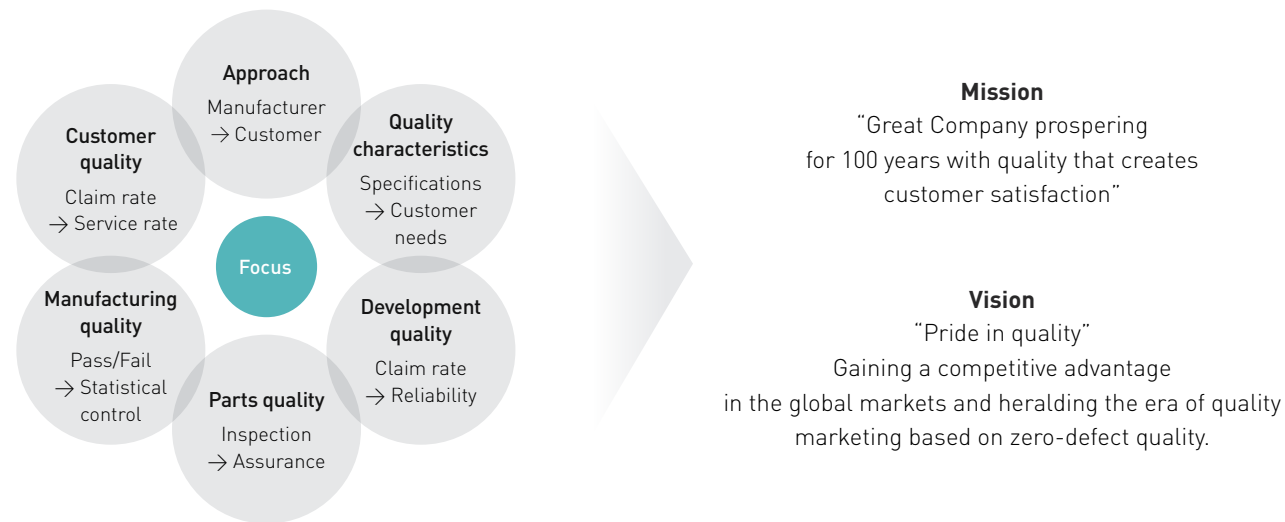 Approach
Manufacturer
→ Customer
Quality
characteristics
Specifications
→ Customer
needs
Development
quality
Claim rate
→ Reliability
Parts quality
Inspection
→ Assurance
Manufacturing
quality
Pass/Fail
→ Statistical
control
Customer
quality
Claim rate
→ Service rate
Focus
Mission
“Great Company prospering
for 100 years with quality that creates
customer satisfaction”
Vision
“Pride in quality”
Gaining a competitive advantage
in the global markets and heralding the era of quality
marketing based on zero-defect quality.